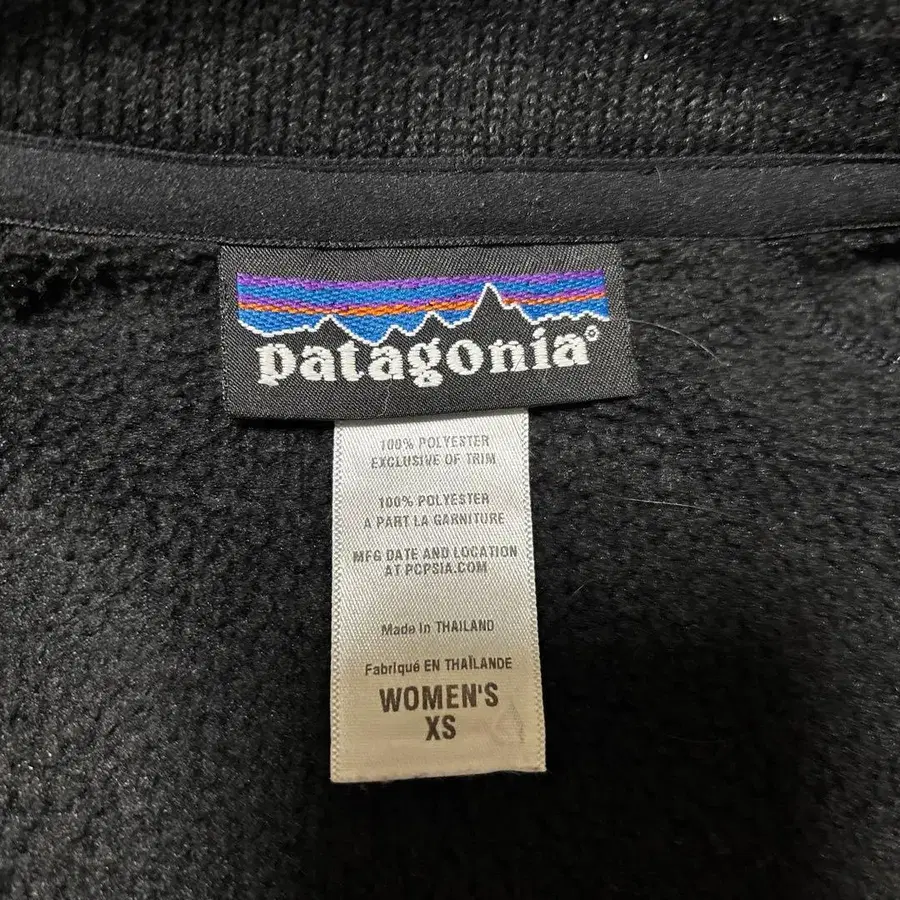 patagonia®
100% POLYESTER
EXCLUSIVE OF TRIM
100% POLYESTER
A PART LA GARNITURE
MFG DATE AND LOCATION
AT PCPSIA.COM
Made in THAILAND
Fabriqué EN THAÏLANDE
WOMEN'S
XS